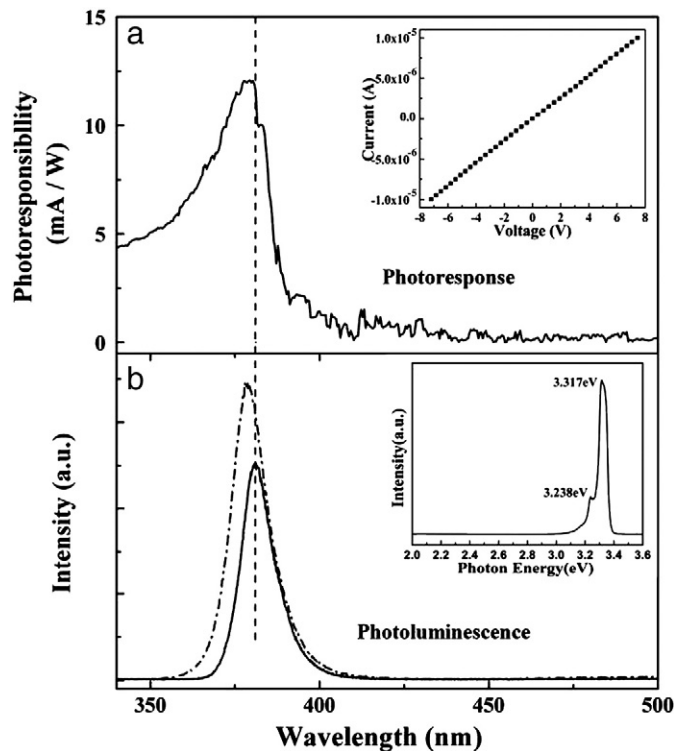 a
15
10
5
0
Photoresponsibllity
(mA / W)
Photoresponse
1.0x10⁻⁵
5.0x10⁻⁶
0.0
-5.0x10⁻⁶
-1.0x10⁻⁵
Current (A)
-8 -6 -4 -2 0 2 4 6 8
Voltage (V)
b
Intensity (a.u.)
Photoluminescence
3.317eV
3.238eV
Intensity(a.u.)
2.0 2.2 2.4 2.6 2.8 3.0 3.2 3.4 3.6
Photon Energy(eV)
350 400 450 500
Wavelength (nm)